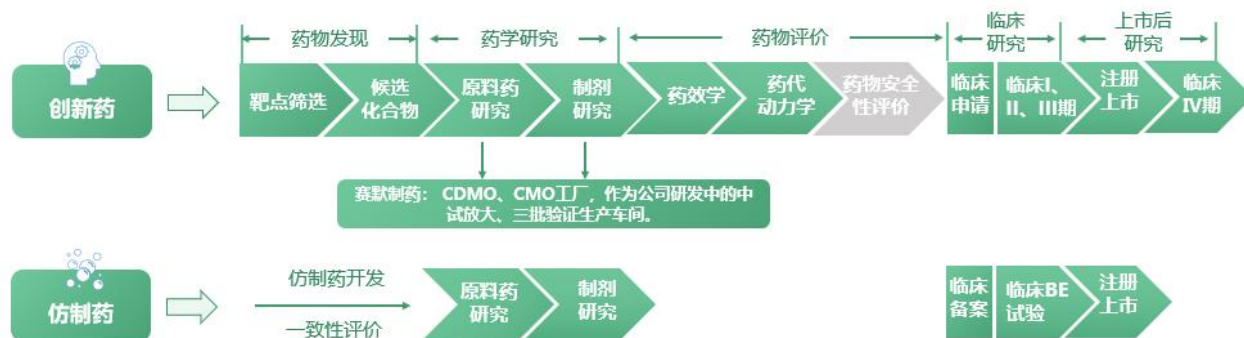 药物发现
药学研究
药物评价
临床
研究
上市后
研究
创新药
靶点筛选
候选
化合物
原料药
研究
制剂
研究
药效学
药代
动力学
药物安全
性评价
临床
申请
临床I、
II、III期
注册
上市
临床
IV期
赛默制药： CDMO、CMO工厂，作为公司研发中的中
试放大、三批验证生产车间。
仿制药
仿制药开发
一致性评价
原料药
研究
制剂
研究
临床
备案
临床BE
试验
注册
上市